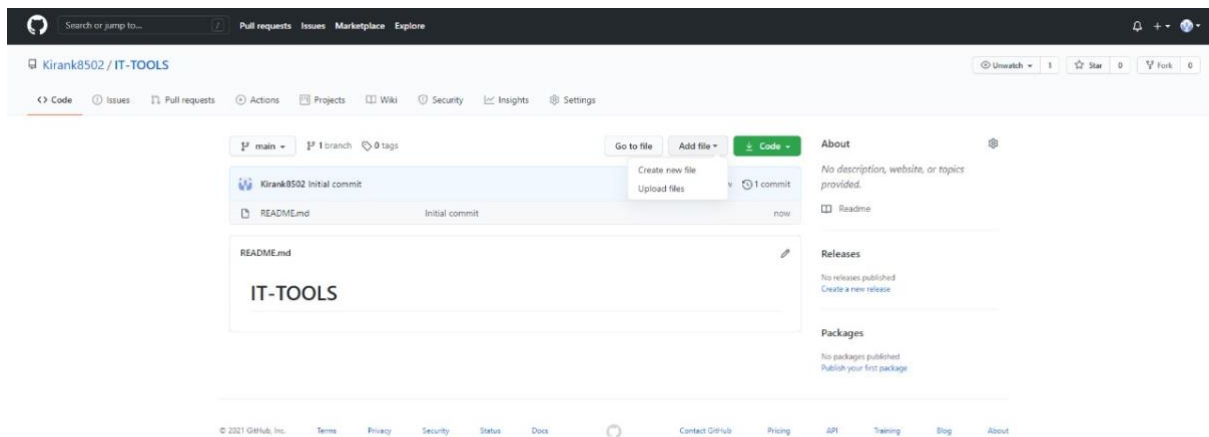 Search or jump to... /
Pull requests Issues Marketplace Explore
Kirank8502 / IT-TOOLS
Unwatch 1 Star 0 Fork 0
<> Code Issues Pull requests Actions Projects Wiki Security Insights Settings
main 1 branch 0 tags
Go to file Add file Code
Create new file
Upload files
Kirank8502 Initial commit 1 commit
README.md Initial commit now
README.md
IT-TOOLS
About
No description, website, or topics
provided.
Readme
Releases
No releases published
Create a new release
Packages
No packages published
Publish your first package
© 2021 GitHub, Inc. Terms Privacy Security Status Docs Contact GitHub Pricing API Training Blog About